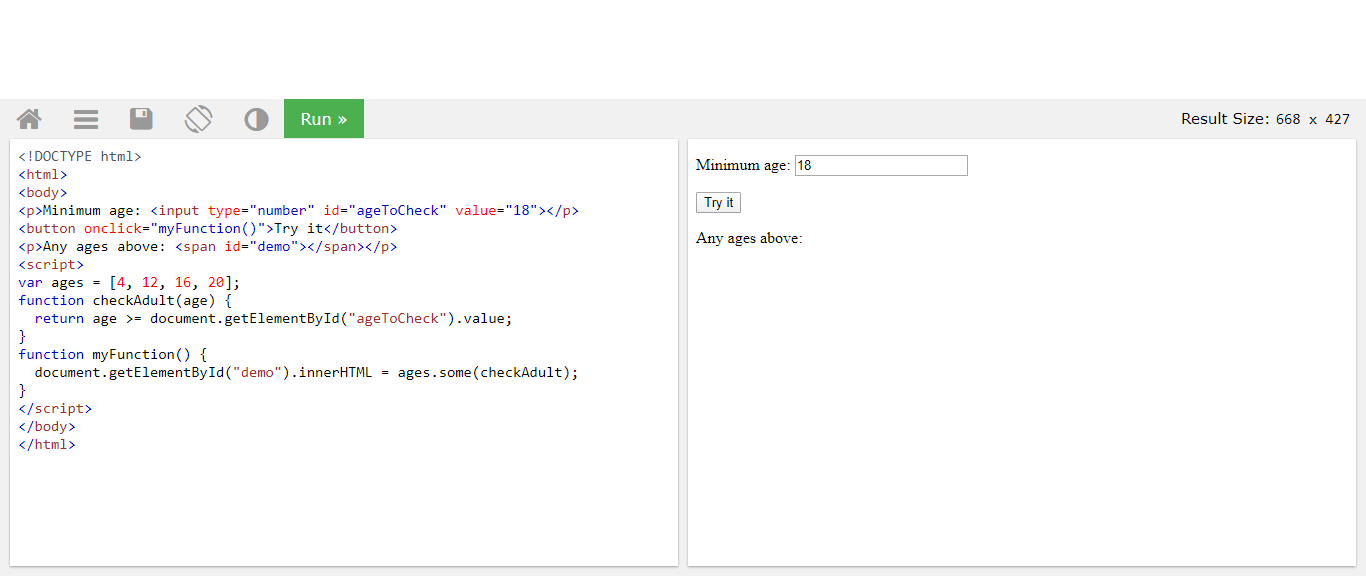 Run » Result Size: 668 x 427
<!DOCTYPE html>
<html>
<body>
<p>Minimum age: <input type="number" id="ageToCheck" value="18"></p>
<button onclick="myFunction()">Try it</button>
<p>Any ages above: <span id="demo"></span></p>
<script>
var ages = [4, 12, 16, 20];
function checkAdult(age) {
  return age >= document.getElementById("ageToCheck").value;
}
function myFunction() {
  document.getElementById("demo").innerHTML = ages.some(checkAdult);
}
</script>
</body>
</html>
Minimum age: 18
Try it
Any ages above: